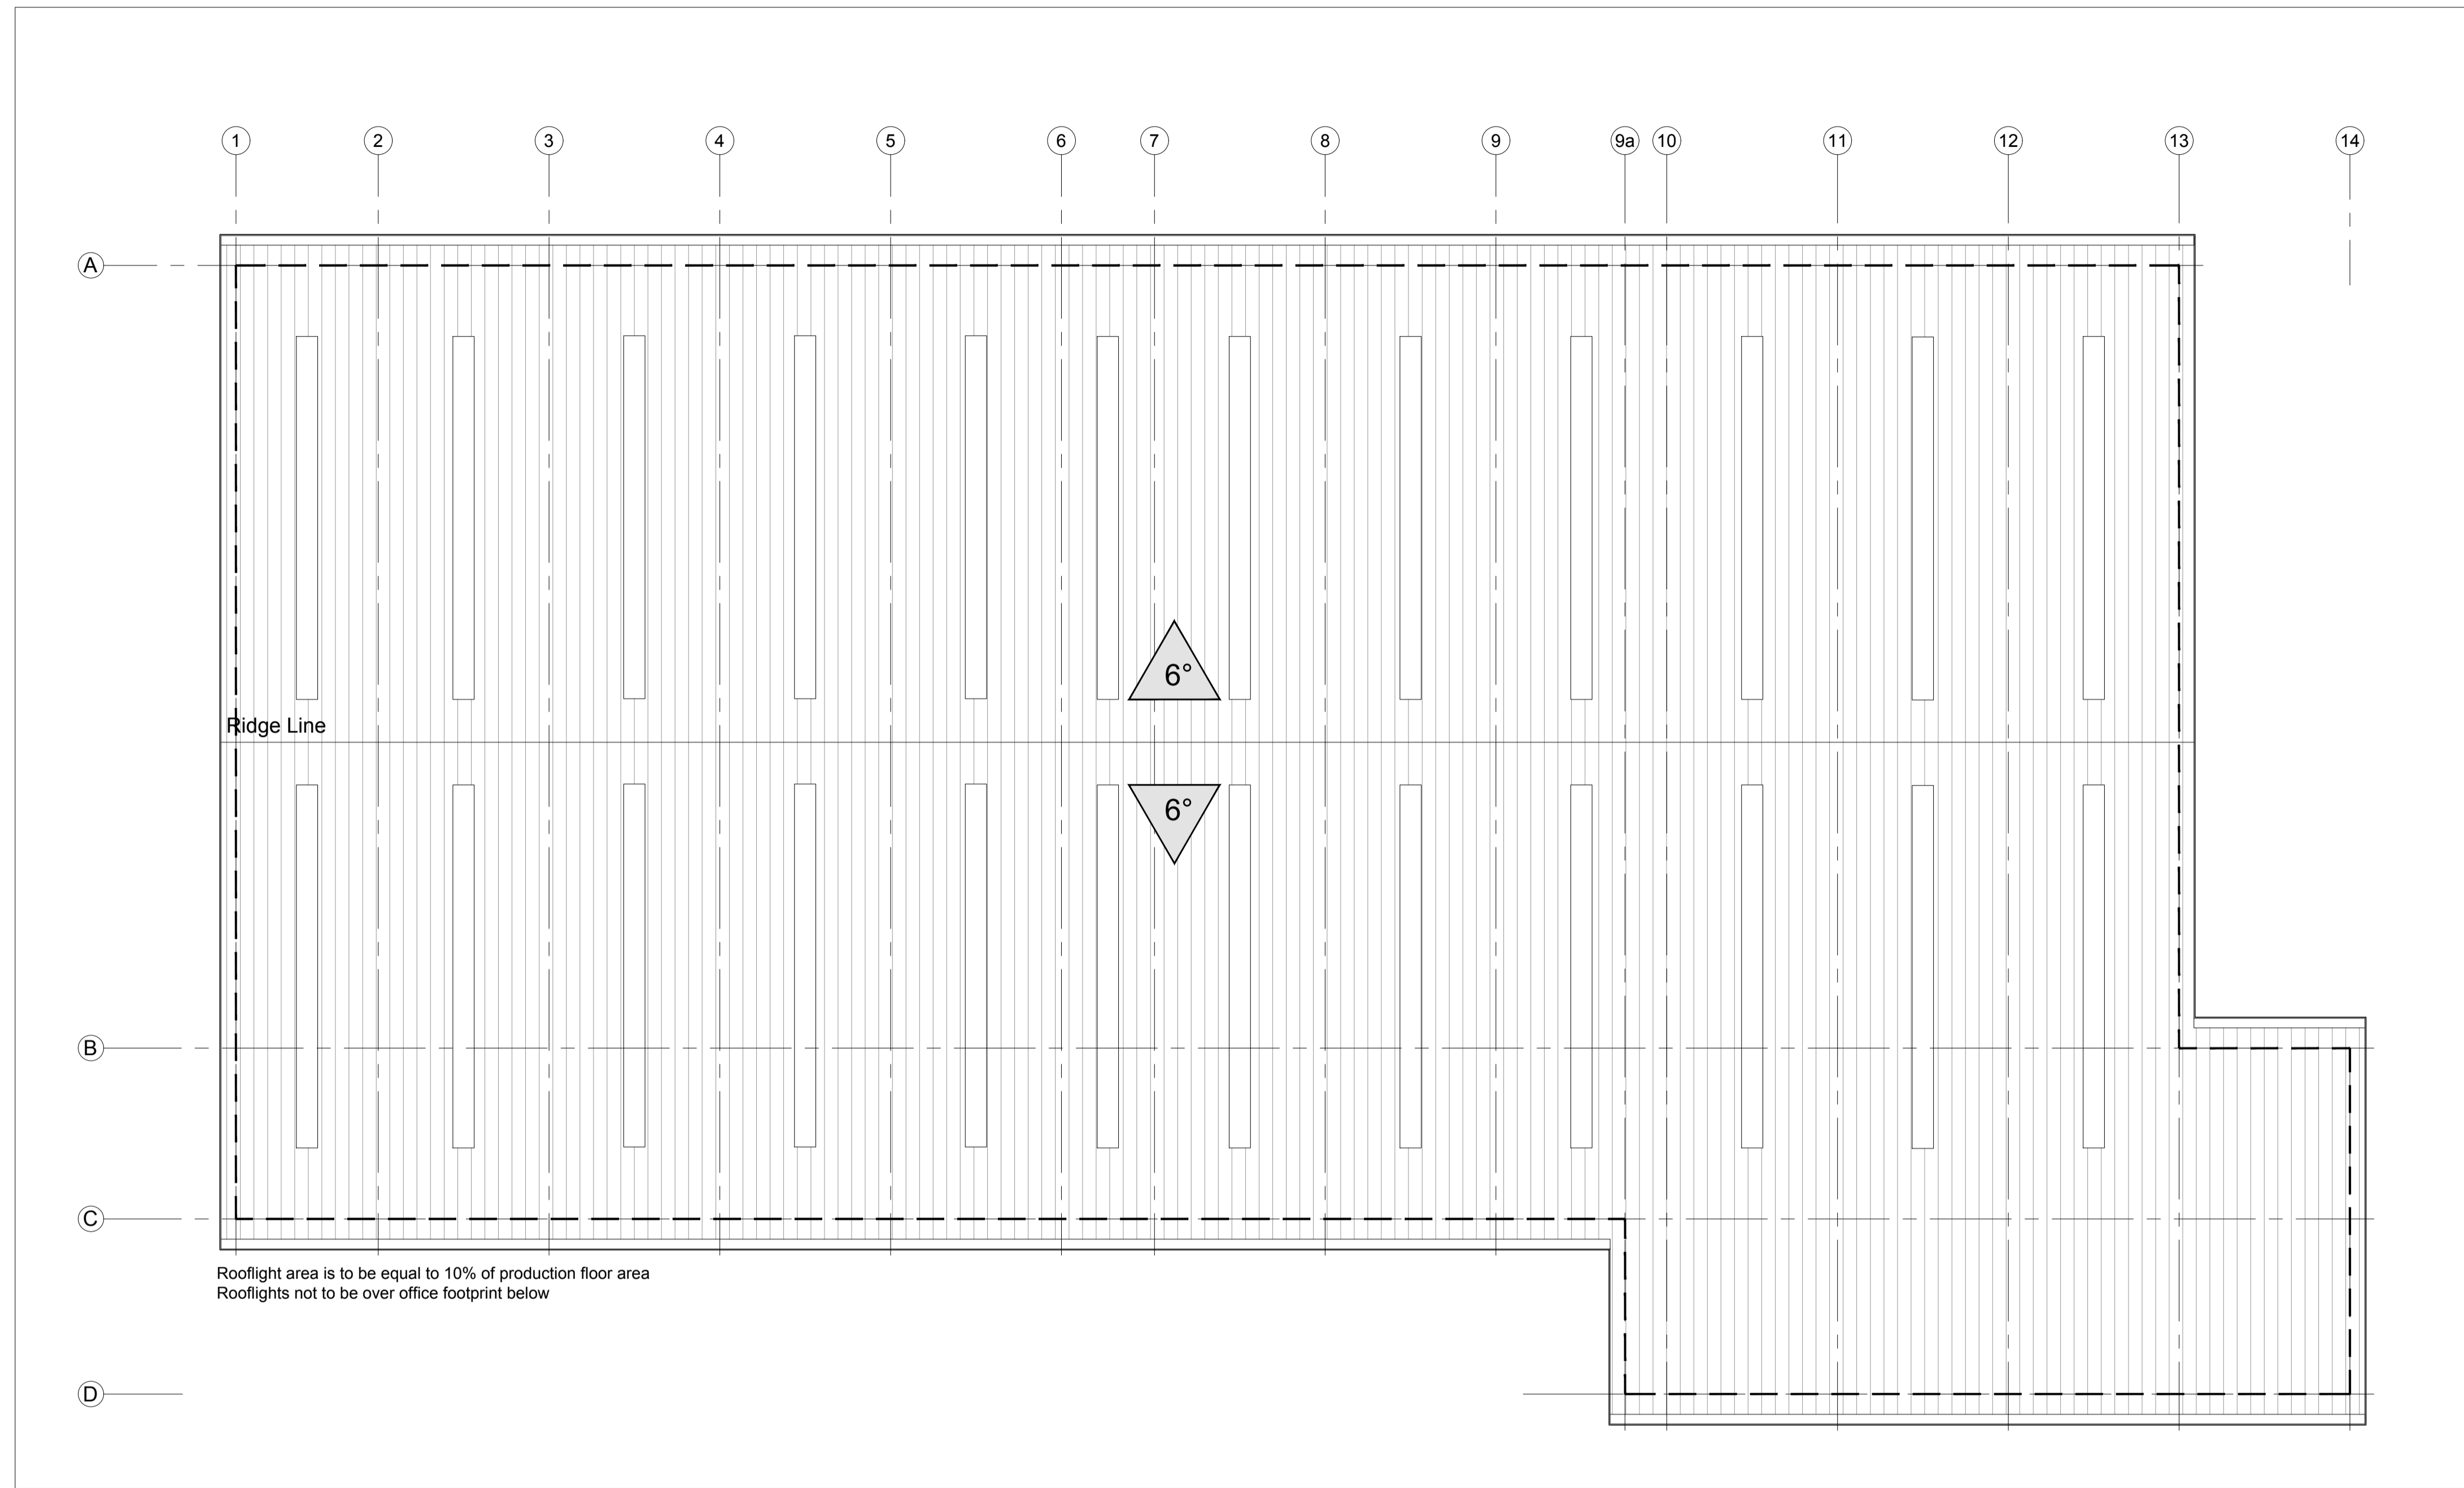 1 2 3 4 5 6 7 8 9 9a 10 11 12 13 14
A
6°
Ridge Line
6°
B
C
Rooflight area is to be equal to 10% of production floor area
Rooflights not to be over office footprint below
D